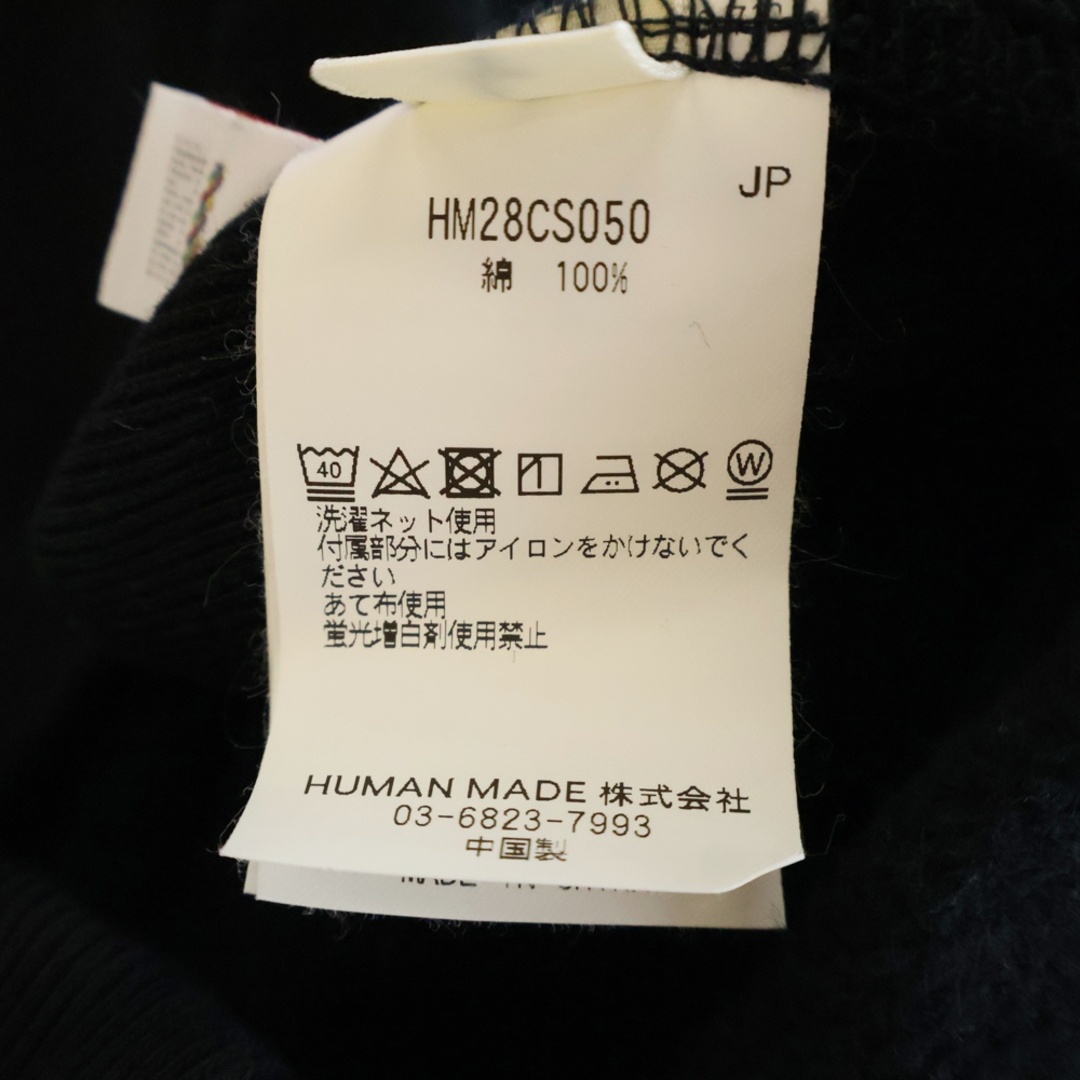 JP
HM28CS050
綿 100%
40
W
洗濯ネット使用
付属部分にはアイロンをかけないでく
ださい
あて布使用
蛍光増白剤使用禁止
HUMAN MADE 株式会社
03-6823-7993
中国製